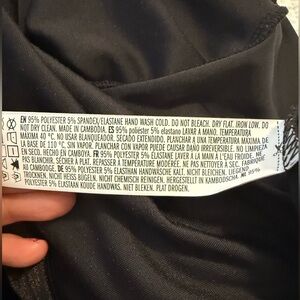 EN 95% POLYESTER 5% SPANDEX/ELASTANE HAND WASH COLD. DO NOT BLEACH. DRY FLAT. IRON LOW. DO
NOT DRY CLEAN. MADE IN CAMBODIA. ES 95% poliéster 5% elastano LAVAR A MANO. TEMPERATURA
MÁXIMA 40 °C. NO USAR BLANQUEADOR. SECADO EXTENDIDO. PLANCHAR A TEMPERATURA MÁXIMA
DE LA BASE DE 110 °C. SIN VAPOR. PLANCHAR CON VAPOR PUEDE CAUSAR DAÑO IRREVERSIBLE. NO LIMPIEZA
EN SECO. HECHO EN CAMBOYA. FR 95% polyester 5% élastane LAVER À LA MAIN À L'EAU FROIDE. NE
PAS BLANCHIR. SÉCHER À PLAT. REPASSER À TEMPÉRATURE MODÉRÉE. NE PAS NETTOYER À SEC. FABRIQUÉ
AU CAMBODGE. DE 95% POLYESTER 5% ELASTHAN HANDWÄSCHE KALT. NICHT BLEICHEN. LIEGEND
TROCKNEN. NICHT HEISS BÜGELN. NICHT CHEMISCH REINIGEN. HERGESTELLT IN KAMBODSCHA. NL 95%
POLYESTER 5% ELASTAAN KOUDE HANDWAS. NIET BLEKEN. PLAT DROGEN.